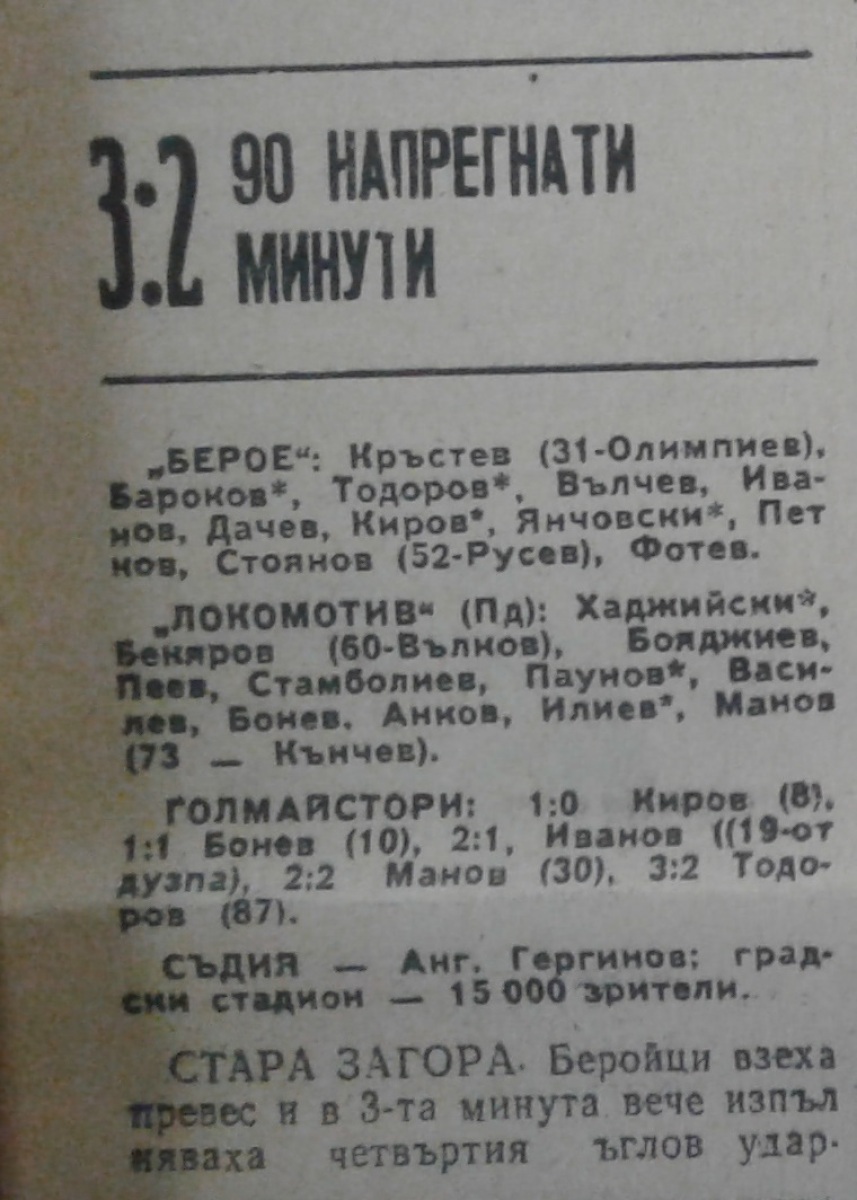 3:2 90 НАПРЕГНАТИ
МИНУТИ
„БЕРОЕ“: Кръстев (31-Олимпиев),
Бароков*, Тодоров*, Вълчев, Ива-
нов, Дачев, Киров*, Янчовски*, Пет
ков, Стоянов (52-Русев), Фотев.
„ЛОКОМОТИВ“ (Пд): Хаджийски*,
Бекяров (60-Вълков), Бояджиев,
Пеев, Стамболиев, Паунов*, Васи-
лев, Бонев. Анков, Илиев*, Манов
(73 — Кънчев).
ГОЛМАЙСТОРИ: 1:0 Киров (8),
1:1 Бонев (10), 2:1, Иванов ((19-от
дузпа), 2:2 Манов (30), 3:2 Тодо-
ров (87).
СЪДИЯ — Анг. Гергинов; град-
ски стадион — 15 000 зрители.
СТАРА ЗАГОРА. Беройци взеха
превес и в 3-та минута вече изпъл
няваха четвъртия ъглов удар.